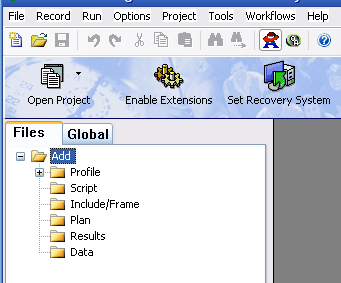 File Record Run Options Project Tools Workflows Help
Open Project Enable Extensions Set Recovery System
Files Global
Add
Profile
Script
Include/Frame
Plan
Results
Data